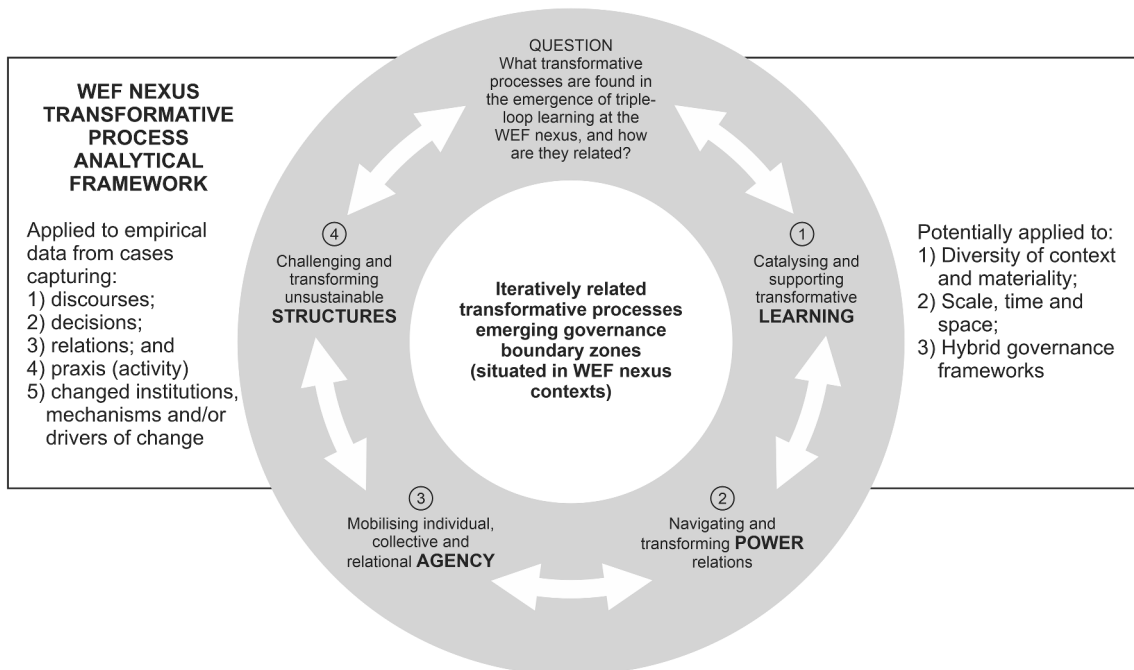 WEF NEXUS
TRANSFORMATIVE
PROCESS
ANALYTICAL
FRAMEWORK
Applied to empirical
data from cases
capturing:
1) discourses;
2) decisions;
3) relations; and
4) praxis (activity)
5) changed institutions,
mechanisms and/or
drivers of change
QUESTION
What transformative
processes are found in
the emergence of triple-
loop learning at the
WEF nexus, and how
are they related?
1
Catalysing and
supporting
transformative
LEARNING
2
Navigating and
transforming POWER
relations
3
Mobilising individual,
collective and
relational AGENCY
4
Challenging and
transforming
unsustainable
STRUCTURES
Iteratively related
transformative processes
emerging governance
boundary zones
(situated in WEF nexus
contexts)
Potentially applied to:
1) Diversity of context
and materiality;
2) Scale, time and
space;
3) Hybrid governance
frameworks